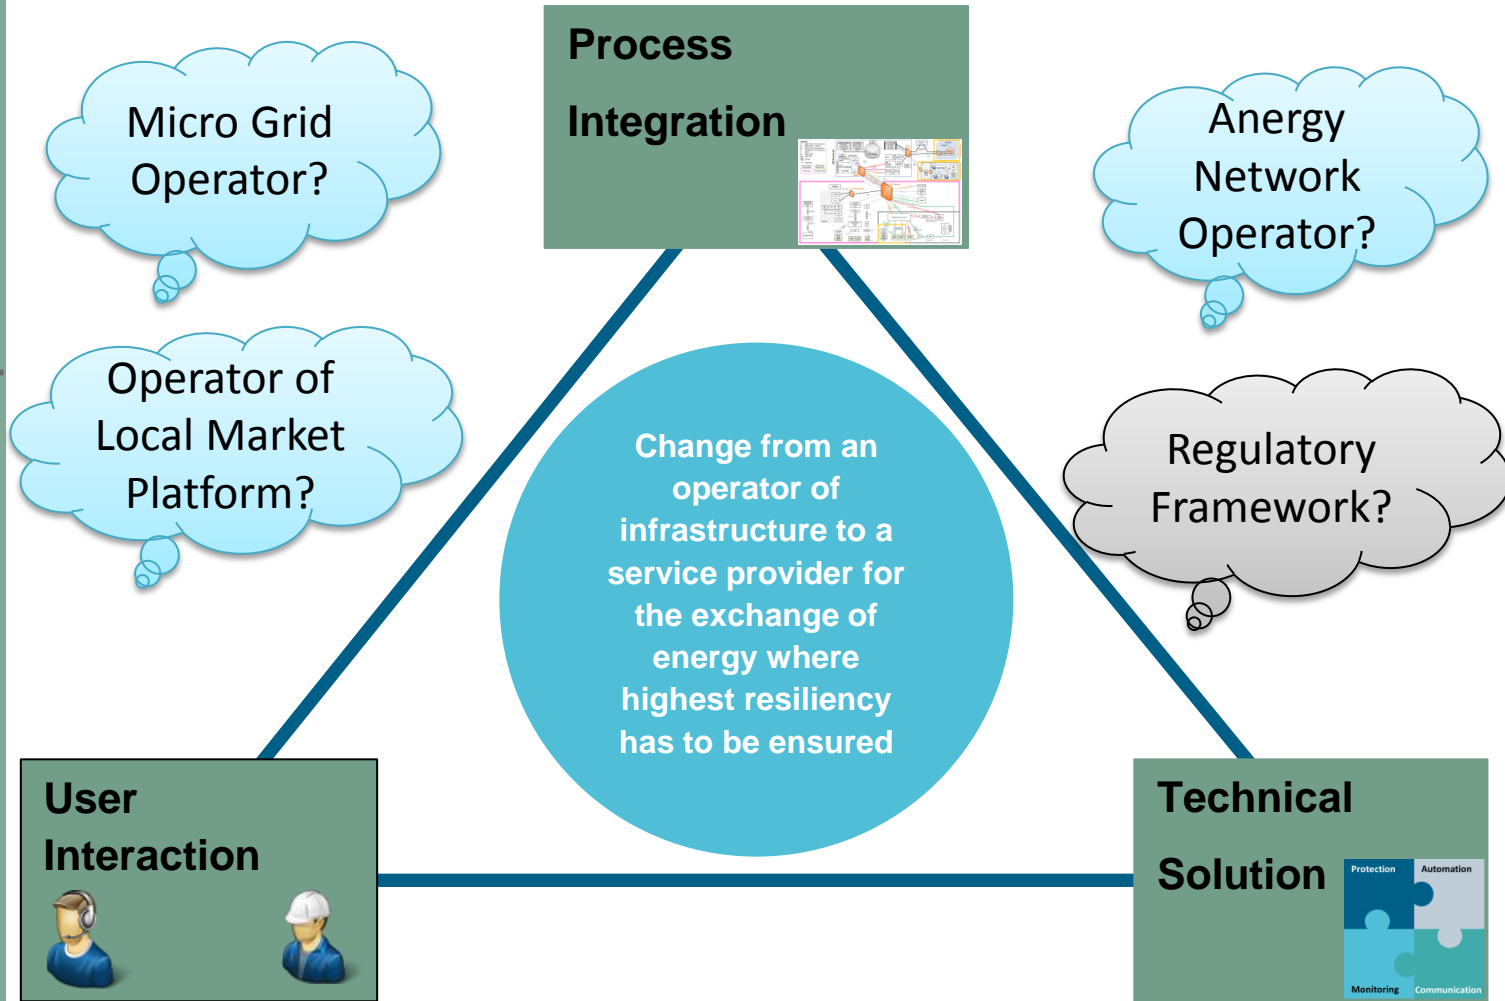 Process
Integration
Micro Grid
Operator?
Anergy
Network
Operator?
Operator of
Local Market
Platform?
Regulatory
Framework?
Change from an
operator of
infrastructure to a
service provider for
the exchange of
energy where
highest resiliency
has to be ensured
User
Interaction
Technical
Solution
Protection
Automation
Monitoring
Communication